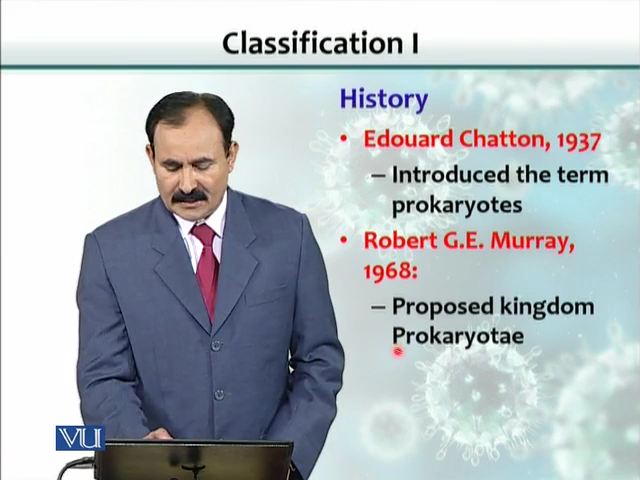 Classification I
History
• Edouard Chatton, 1937
– Introduced the term
prokaryotes
• Robert G.E. Murray,
1968:
– Proposed kingdom
Prokaryotae
VU